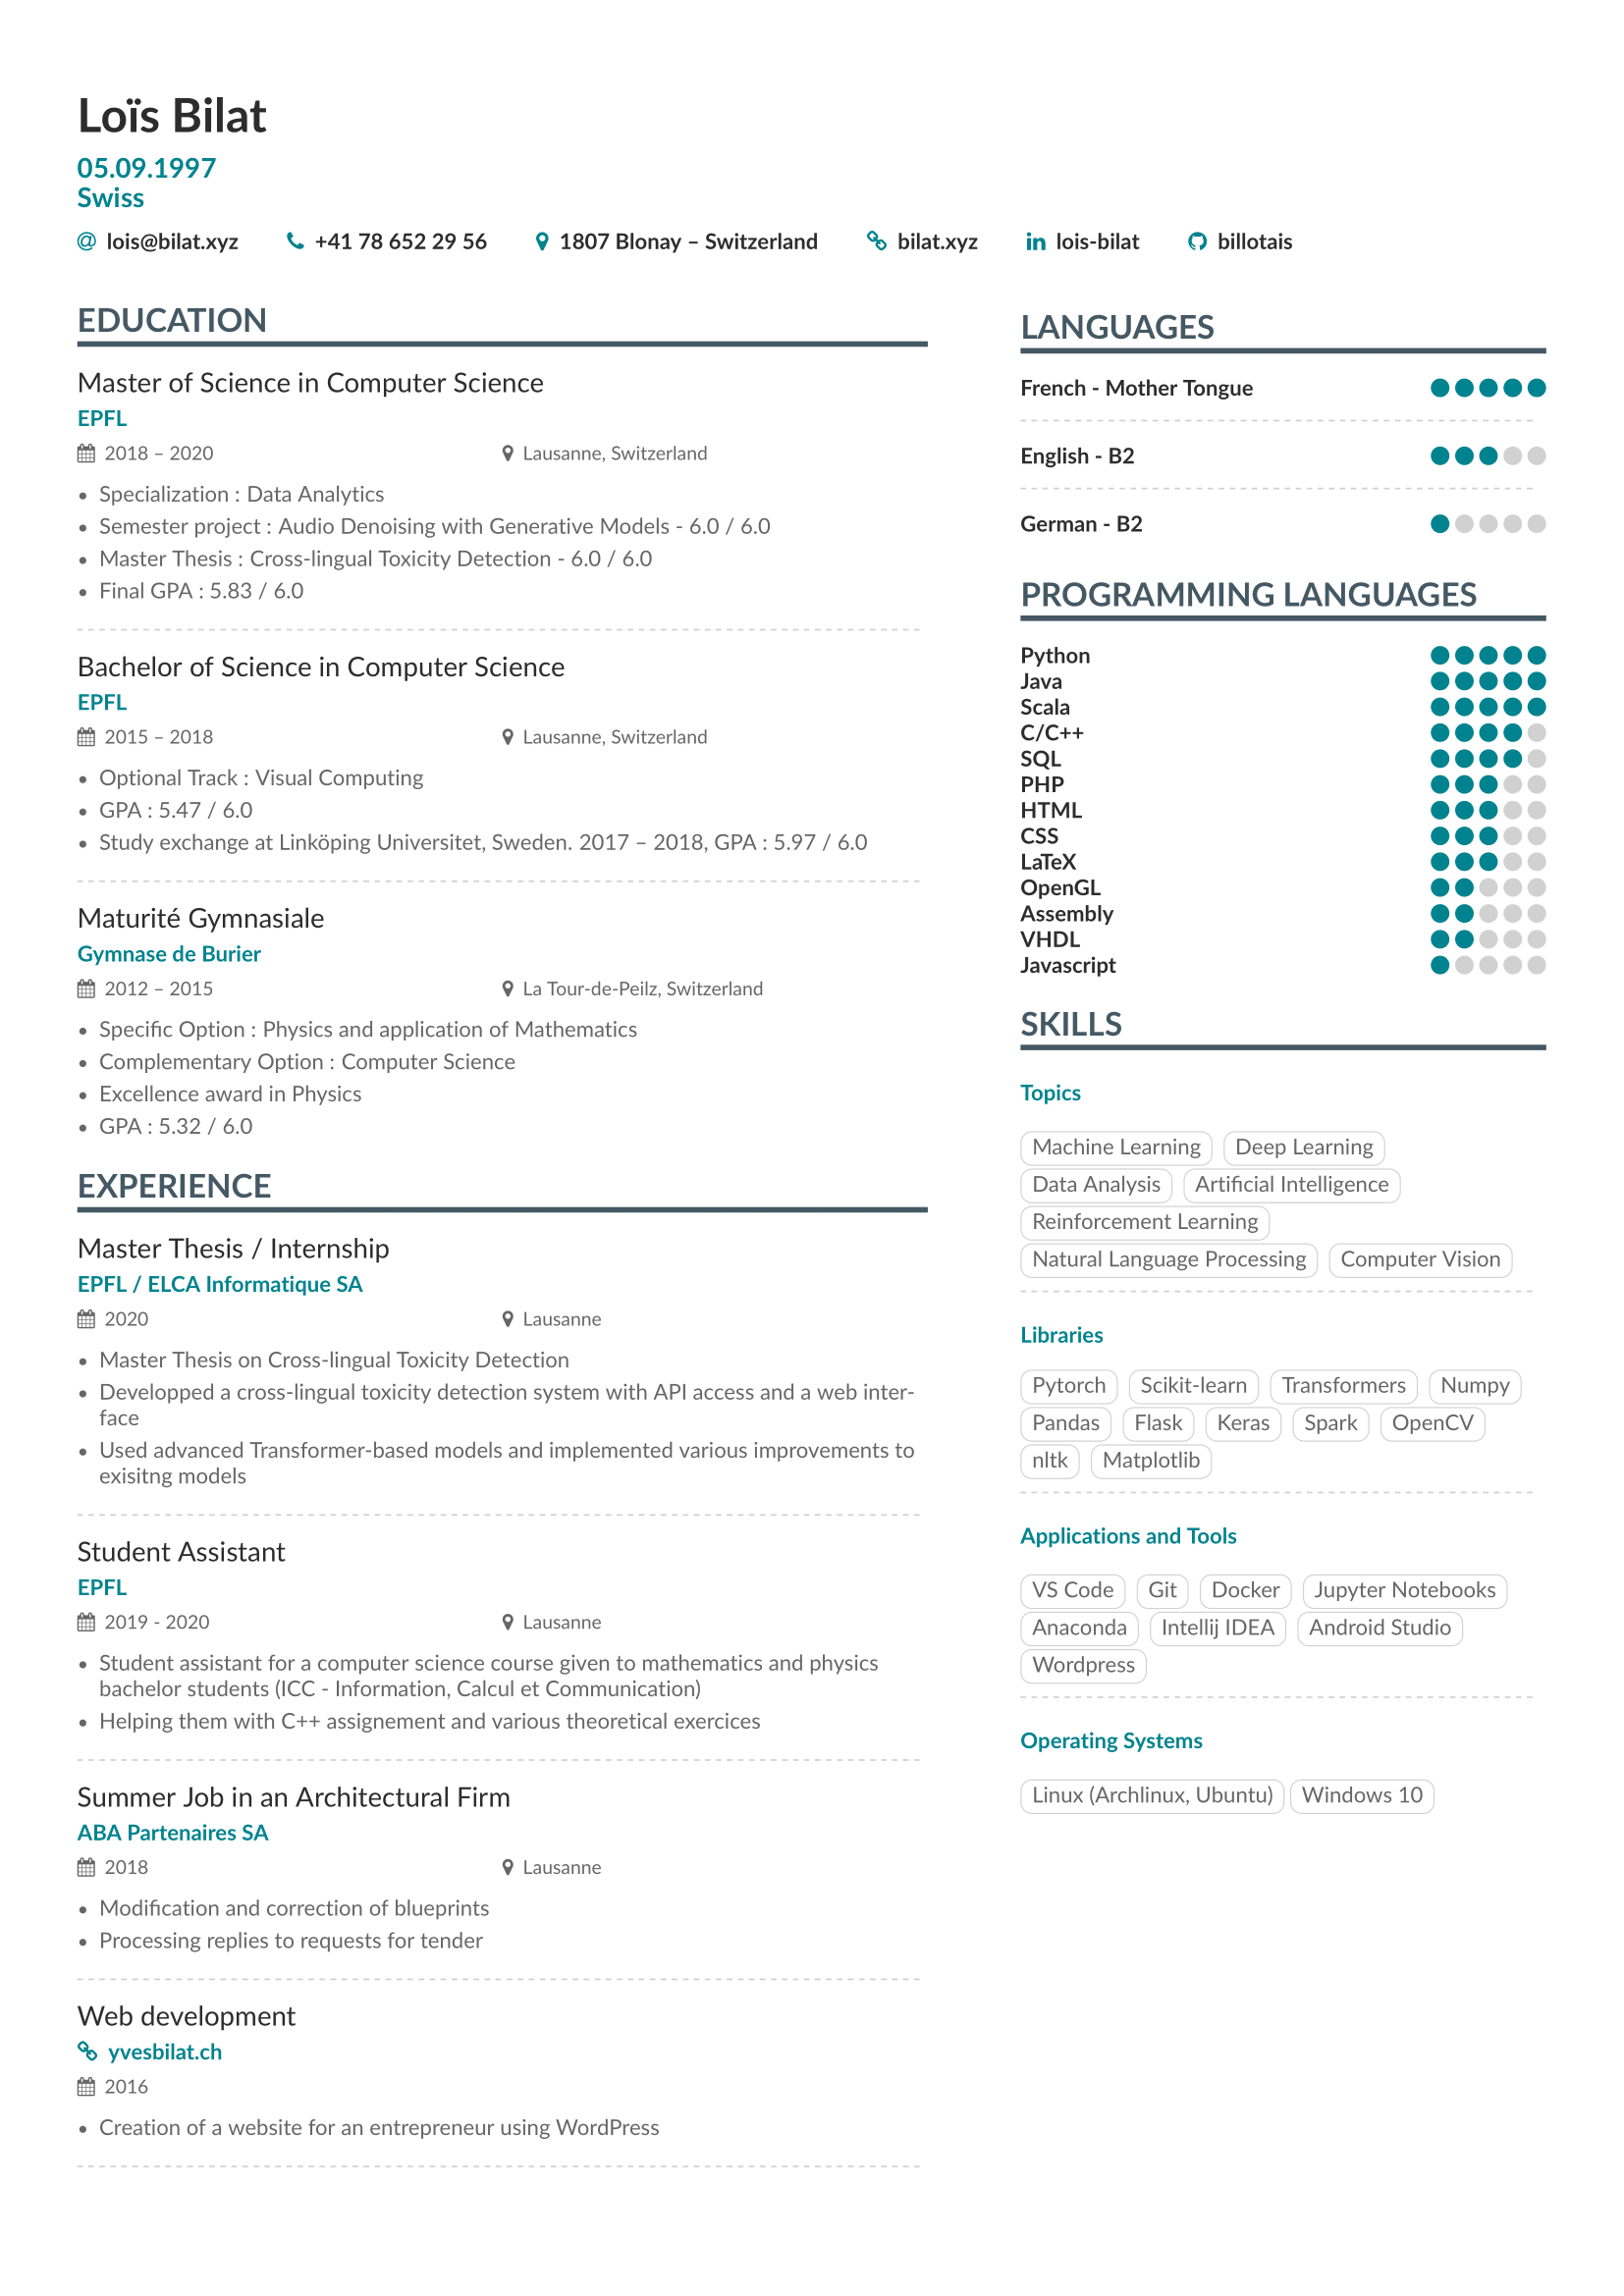 Loïs Bilat
05.09.1997
Swiss
lois@bilat.xyz +41 78 652 29 56 1807 Blonay – Switzerland bilat.xyz lois-bilat billotais
EDUCATION
Master of Science in Computer Science
EPFL
2018 – 2020 Lausanne, Switzerland
• Specialization : Data Analytics
• Semester project : Audio Denoising with Generative Models - 6.0 / 6.0
• Master Thesis : Cross-lingual Toxicity Detection - 6.0 / 6.0
• Final GPA : 5.83 / 6.0
Bachelor of Science in Computer Science
EPFL
2015 – 2018 Lausanne, Switzerland
• Optional Track : Visual Computing
• GPA : 5.47 / 6.0
• Study exchange at Linköping Universitet, Sweden. 2017 – 2018, GPA : 5.97 / 6.0
Maturité Gymnasiale
Gymnase de Burier
2012 – 2015 La Tour-de-Peilz, Switzerland
• Specific Option : Physics and application of Mathematics
• Complementary Option : Computer Science
• Excellence award in Physics
• GPA : 5.32 / 6.0
EXPERIENCE
Master Thesis / Internship
EPFL / ELCA Informatique SA
2020 Lausanne
• Master Thesis on Cross-lingual Toxicity Detection
• Developped a cross-lingual toxicity detection system with API access and a web inter-
face
• Used advanced Transformer-based models and implemented various improvements to
exisitng models
Student Assistant
EPFL
2019 - 2020 Lausanne
• Student assistant for a computer science course given to mathematics and physics
bachelor students (ICC - Information, Calcul et Communication)
• Helping them with C++ assignement and various theoretical exercices
Summer Job in an Architectural Firm
ABA Partenaires SA
2018 Lausanne
• Modification and correction of blueprints
• Processing replies to requests for tender
Web development
yvesbilat.ch
2016
• Creation of a website for an entrepreneur using WordPress
LANGUAGES
French - Mother Tongue
English - B2
German - B2
PROGRAMMING LANGUAGES
Python
Java
Scala
C/C++
SQL
PHP
HTML
CSS
LaTeX
OpenGL
Assembly
VHDL
Javascript
SKILLS
Topics
Machine Learning Deep Learning
Data Analysis Artificial Intelligence
Reinforcement Learning
Natural Language Processing Computer Vision
Libraries
Pytorch Scikit-learn Transformers Numpy
Pandas Flask Keras Spark OpenCV
nltk Matplotlib
Applications and Tools
VS Code Git Docker Jupyter Notebooks
Anaconda Intellij IDEA Android Studio
Wordpress
Operating Systems
Linux (Archlinux, Ubuntu) Windows 10